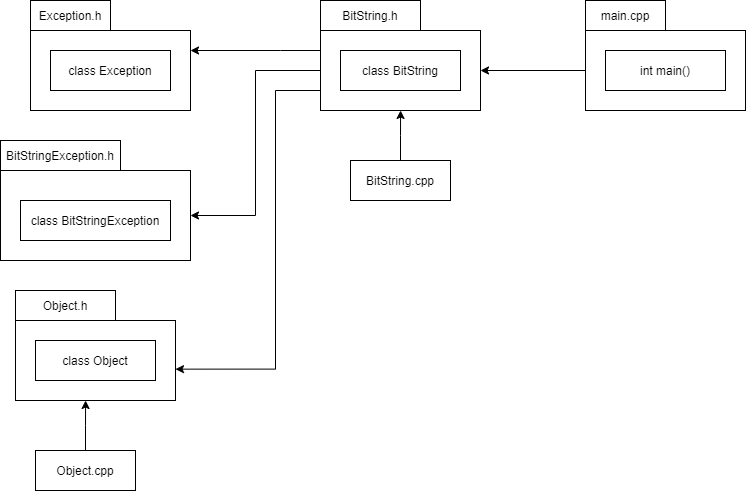 Exception.h
class Exception
BitString.h
class BitString
main.cpp
int main()
BitStringException.h
class BitStringException
BitString.cpp
Object.h
class Object
Object.cpp